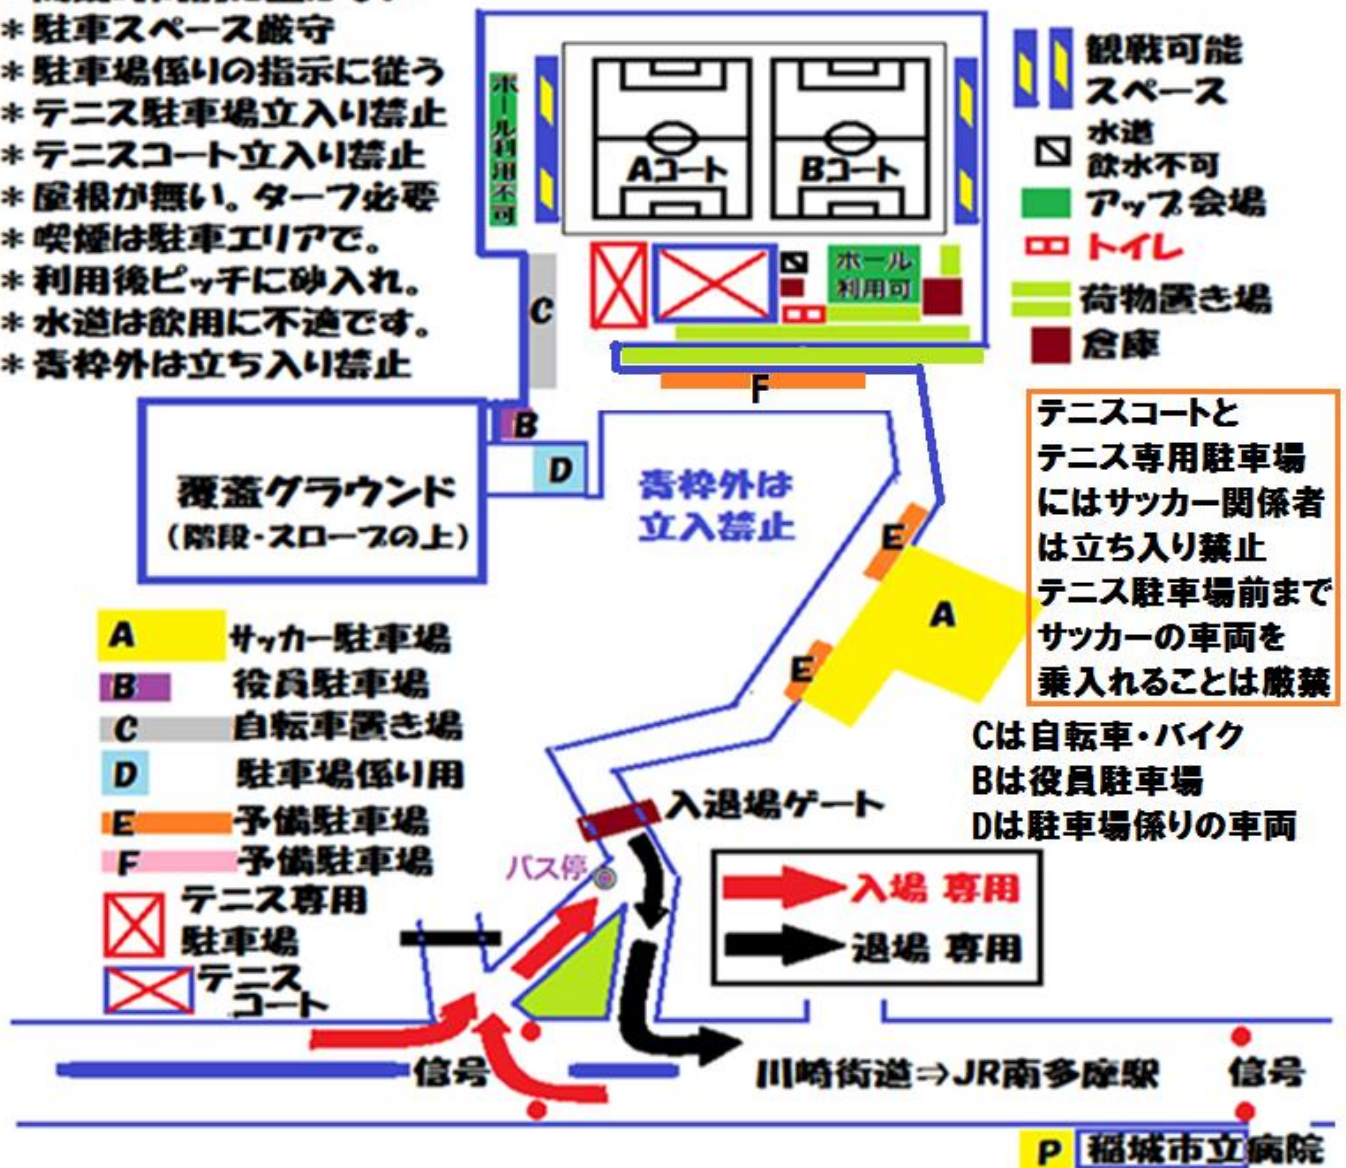 ＊駐車スペース厳守
＊駐車場係りの指示に従う
＊テニス駐車場立入り禁止
＊テニスコート立入り禁止
＊屋根が無い。ターフ必要
＊喫煙は駐車エリアで。
＊利用後ピッチに砂入れ。
＊水道は飲用に不適です。
＊青枠外は立ち入り禁止
ボール利用不可
Aコート
Bコート
ボール
利用可
観戦可能
スペース
水道
飲水不可
アップ会場
トイレ
荷物置き場
倉庫
C
F
B
D
覆蓋グラウンド
（階段・スロープの上）
青枠外は
立入禁止
E
A
E
テニスコートと
テニス専用駐車場
にはサッカー関係者
は立ち入り禁止
テニス駐車場前まで
サッカーの車両を
乗入れることは厳禁
Cは自転車・バイク
Bは役員駐車場
Dは駐車場係りの車両
A サッカー駐車場
B 役員駐車場
C 自転車置き場
D 駐車場係り用
E 予備駐車場
F 予備駐車場
テニス専用
駐車場
テニス
コート
入退場ゲート
バス停
入場 専用
退場 専用
信号
川崎街道⇒JR南多摩駅
信号
P 稲城市立病院